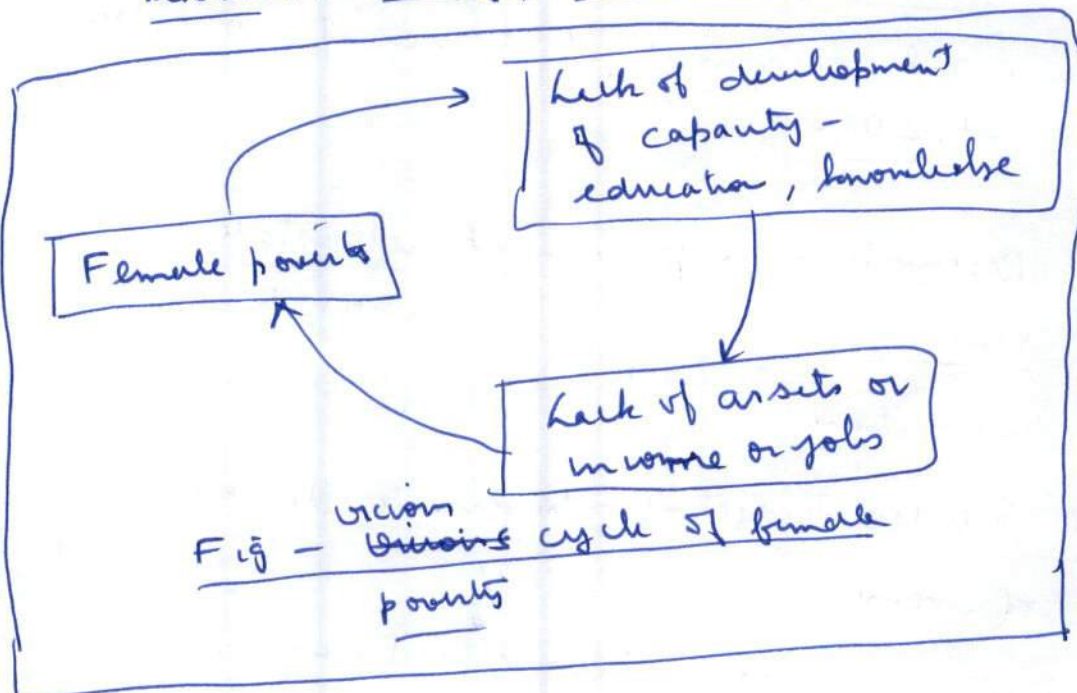 Lack of development
of capacity -
education, knowledge
Female poverty
Lack of assets or
income or jobs
vicious
Fig - cycle of female
poverty